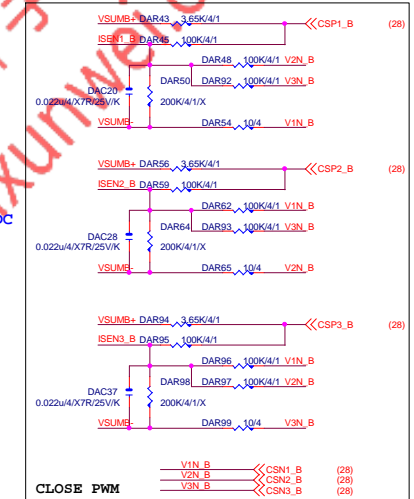 VSUMB+ DAR43 3.65K/4/1 CSP1_B (28)
ISEN1_B DAR45 100K/4/1
DAR48 100K/4/1 V2N_B
DAR50 DAR92 100K/4/1 V3N_B
DAC20
0.022u/4/X7R/25V/K 200K/4/1/X
VSUMB- DAR54 10/4 V1N_B
VSUMB+ DAR56 3.65K/4/1 CSP2_B (28)
ISEN2_B DAR59 100K/4/1
DAR62 100K/4/1 V1N_B
DAR64 DAR93 100K/4/1 V3N_B
DAC28
0.022u/4/X7R/25V/K 200K/4/1/X
VSUMB- DAR65 10/4 V2N_B
VSUMB+ DAR94 3.65K/4/1 CSP3_B (28)
ISEN3_B DAR95 100K/4/1
DAR96 100K/4/1 V1N_B
DAR98 DAR97 100K/4/1 V2N_B
DAC37
0.022u/4/X7R/25V/K 200K/4/1/X
VSUMB- DAR99 10/4 V3N_B
V1N_B CSN1_B (28)
V2N_B CSN2_B (28)
V3N_B CSN3_B (28)
CLOSE PWM